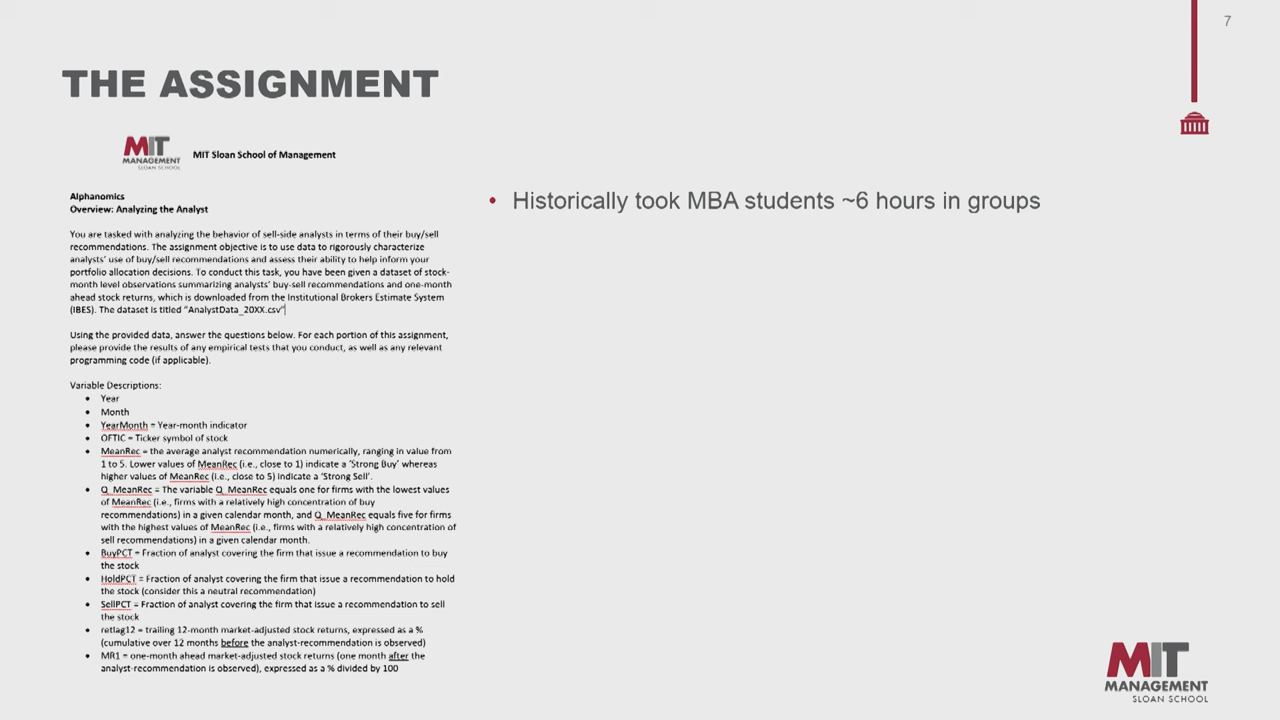 7
THE ASSIGNMENT
MIT
MANAGEMENT
SLOAN SCHOOL
MIT Sloan School of Management
Alphanomics
Overview: Analyzing the Analyst
You are tasked with analyzing the behavior of sell-side analysts in terms of their buy/sell
recommendations. The assignment objective is to use data to rigorously characterize
analysts' use of buy/sell recommendations and assess their ability to help inform your
portfolio allocation decisions. To conduct this task, you have been given a dataset of stock-
month level observations summarizing analysts' buy-sell recommendations and one-month
ahead stock returns, which is downloaded from the Institutional Brokers Estimate System
(IBES). The dataset is titled "AnalystData_20XX.csv"
Using the provided data, answer the questions below. For each portion of this assignment,
please provide the results of any empirical tests that you conduct, as well as any relevant
programming code (if applicable).
Variable Descriptions:
• Year
• Month
• YearMonth = Year-month indicator
• OFTIC = Ticker symbol of stock
• MeanRec = the average analyst recommendation numerically, ranging in value from
1 to 5. Lower values of MeanRec (i.e., close to 1) indicate a 'Strong Buy' whereas
higher values of MeanRec (i.e., close to 5) indicate a 'Strong Sell'.
• Q_MeanRec = The variable Q_MeanRec equals one for firms with the lowest values
of MeanRec (i.e., firms with a relatively high concentration of buy
recommendations) in a given calendar month, and Q_MeanRec equals five for firms
with the highest values of MeanRec (i.e., firms with a relatively high concentration of
sell recommendations) in a given calendar month.
• BuyPCT = Fraction of analyst covering the firm that issue a recommendation to buy
the stock
• HoldPCT = Fraction of analyst covering the firm that issue a recommendation to hold
the stock (consider this a neutral recommendation)
• SellPCT = Fraction of analyst covering the firm that issue a recommendation to sell
the stock
• retlag12 = trailing 12-month market-adjusted stock returns, expressed as a %
(cumulative over 12 months before the analyst-recommendation is observed)
• MR1 = one-month ahead market-adjusted stock returns (one month after the
analyst-recommendation is observed), expressed as a % divided by 100
• Historically took MBA students ~6 hours in groups
MIT
MANAGEMENT
SLOAN SCHOOL